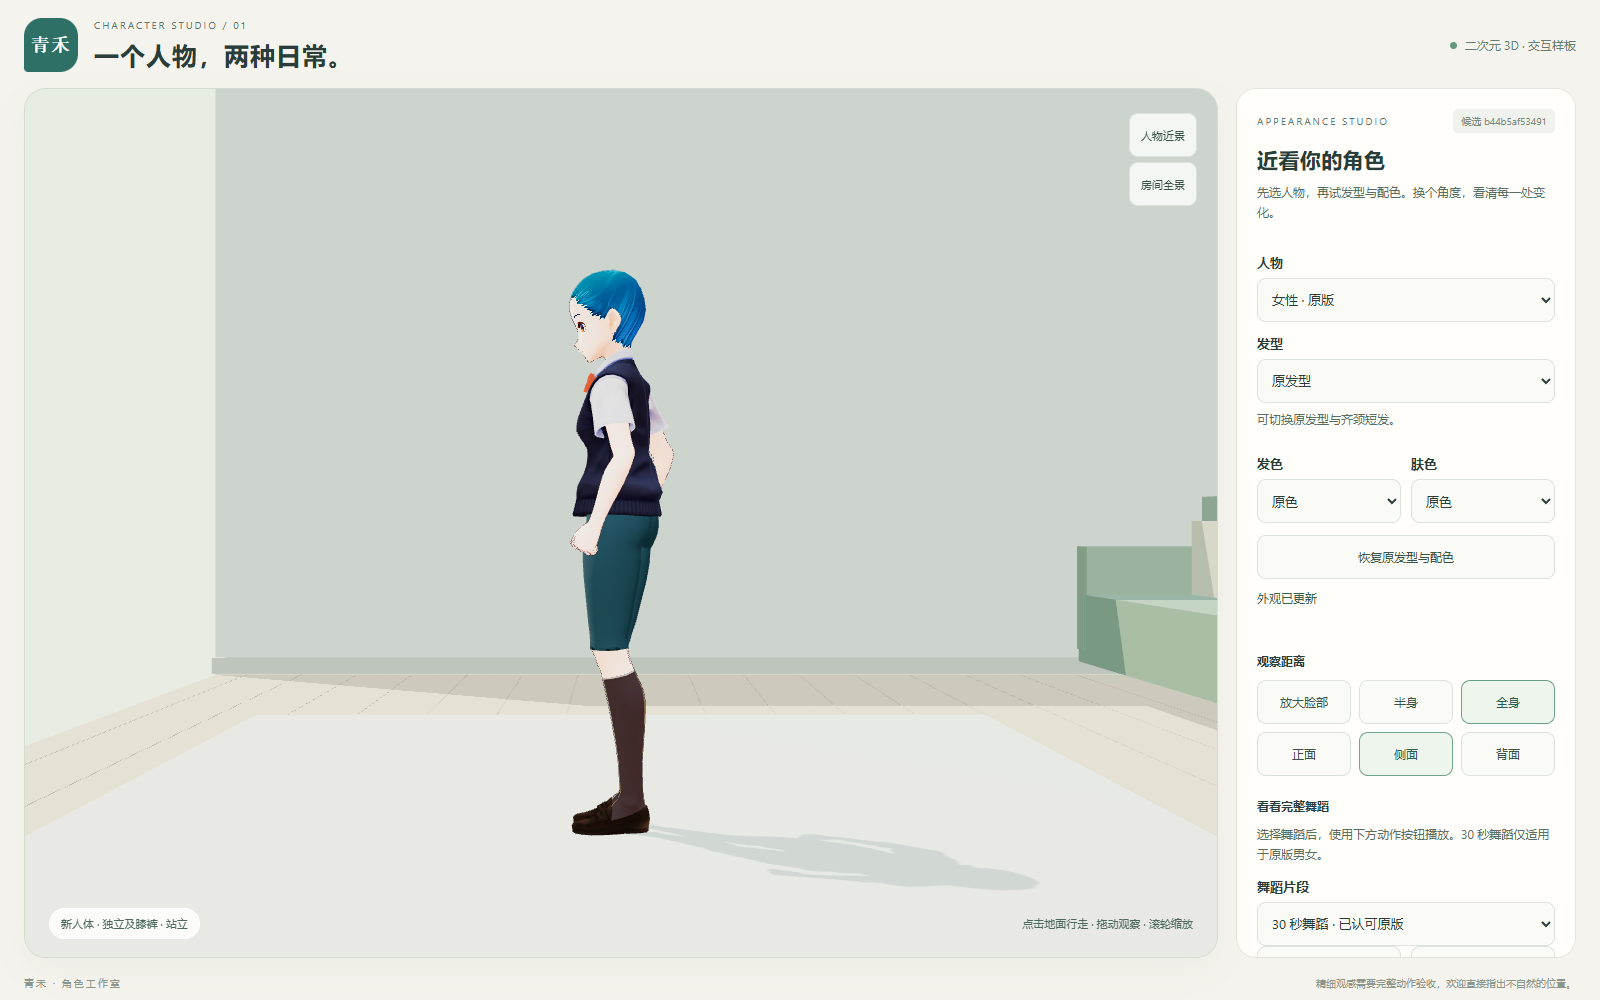 青禾
CHARACTER STUDIO / 01
一个人物，两种日常。
二次元 3D · 交互样板
人物近景
房间全景
新人体 · 独立及膝裤 · 站立
点击地面行走 · 拖动观察 · 滚轮缩放
APPEARANCE STUDIO
候选 b44b5af53491
近看你的角色
先选人物，再试发型与配色。换个角度，看清每一处变
化。
人物
女性 · 原版
发型
原发型
可切换原发型与齐颈短发。
发色
肤色
原色
原色
恢复原发型与配色
外观已更新
观察距离
放大脸部
半身
全身
正面
侧面
背面
看看完整舞蹈
选择舞蹈后，使用下方动作按钮播放。30 秒舞蹈仅适用
于原版男女。
舞蹈片段
30 秒舞蹈 · 已认可原版
青禾 · 角色工作室
精细观感需要完整动作验收，欢迎直接指出不自然的位置。